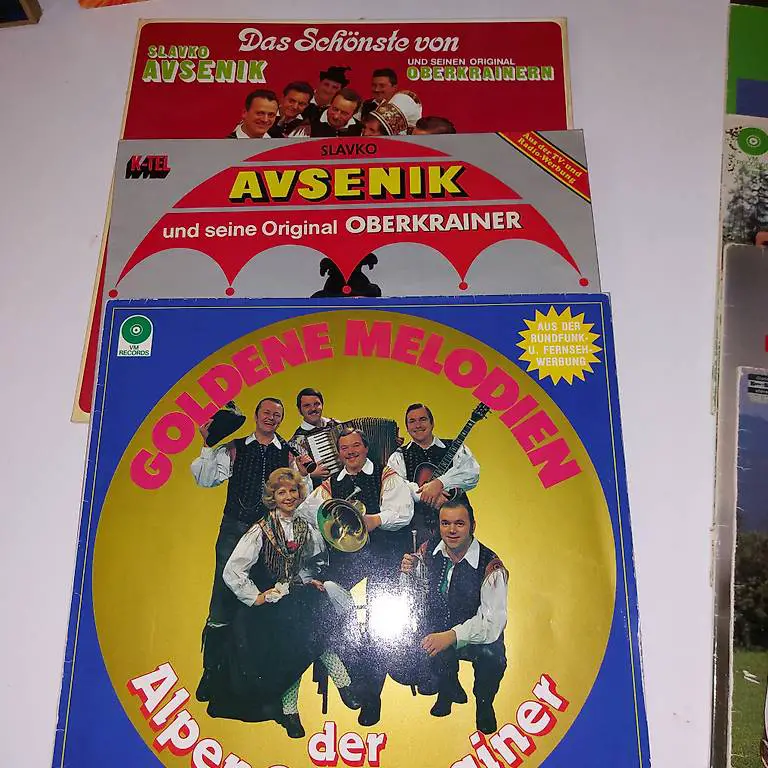 Das Schönste von
SLAVKO
AVSENIK
UND SEINEN ORIGINAL
OBERKRAINERN
K-TEL
SLAVKO
AVSENIK
Aus der TV-und
Radio-Werbung
und seine Original OBERKRAINER
VM
RECORDS
GOLDENE MELODIEN
AUS DER
RUNDFUNK-
U. FERNSEH-
WERBUNG
der
VM